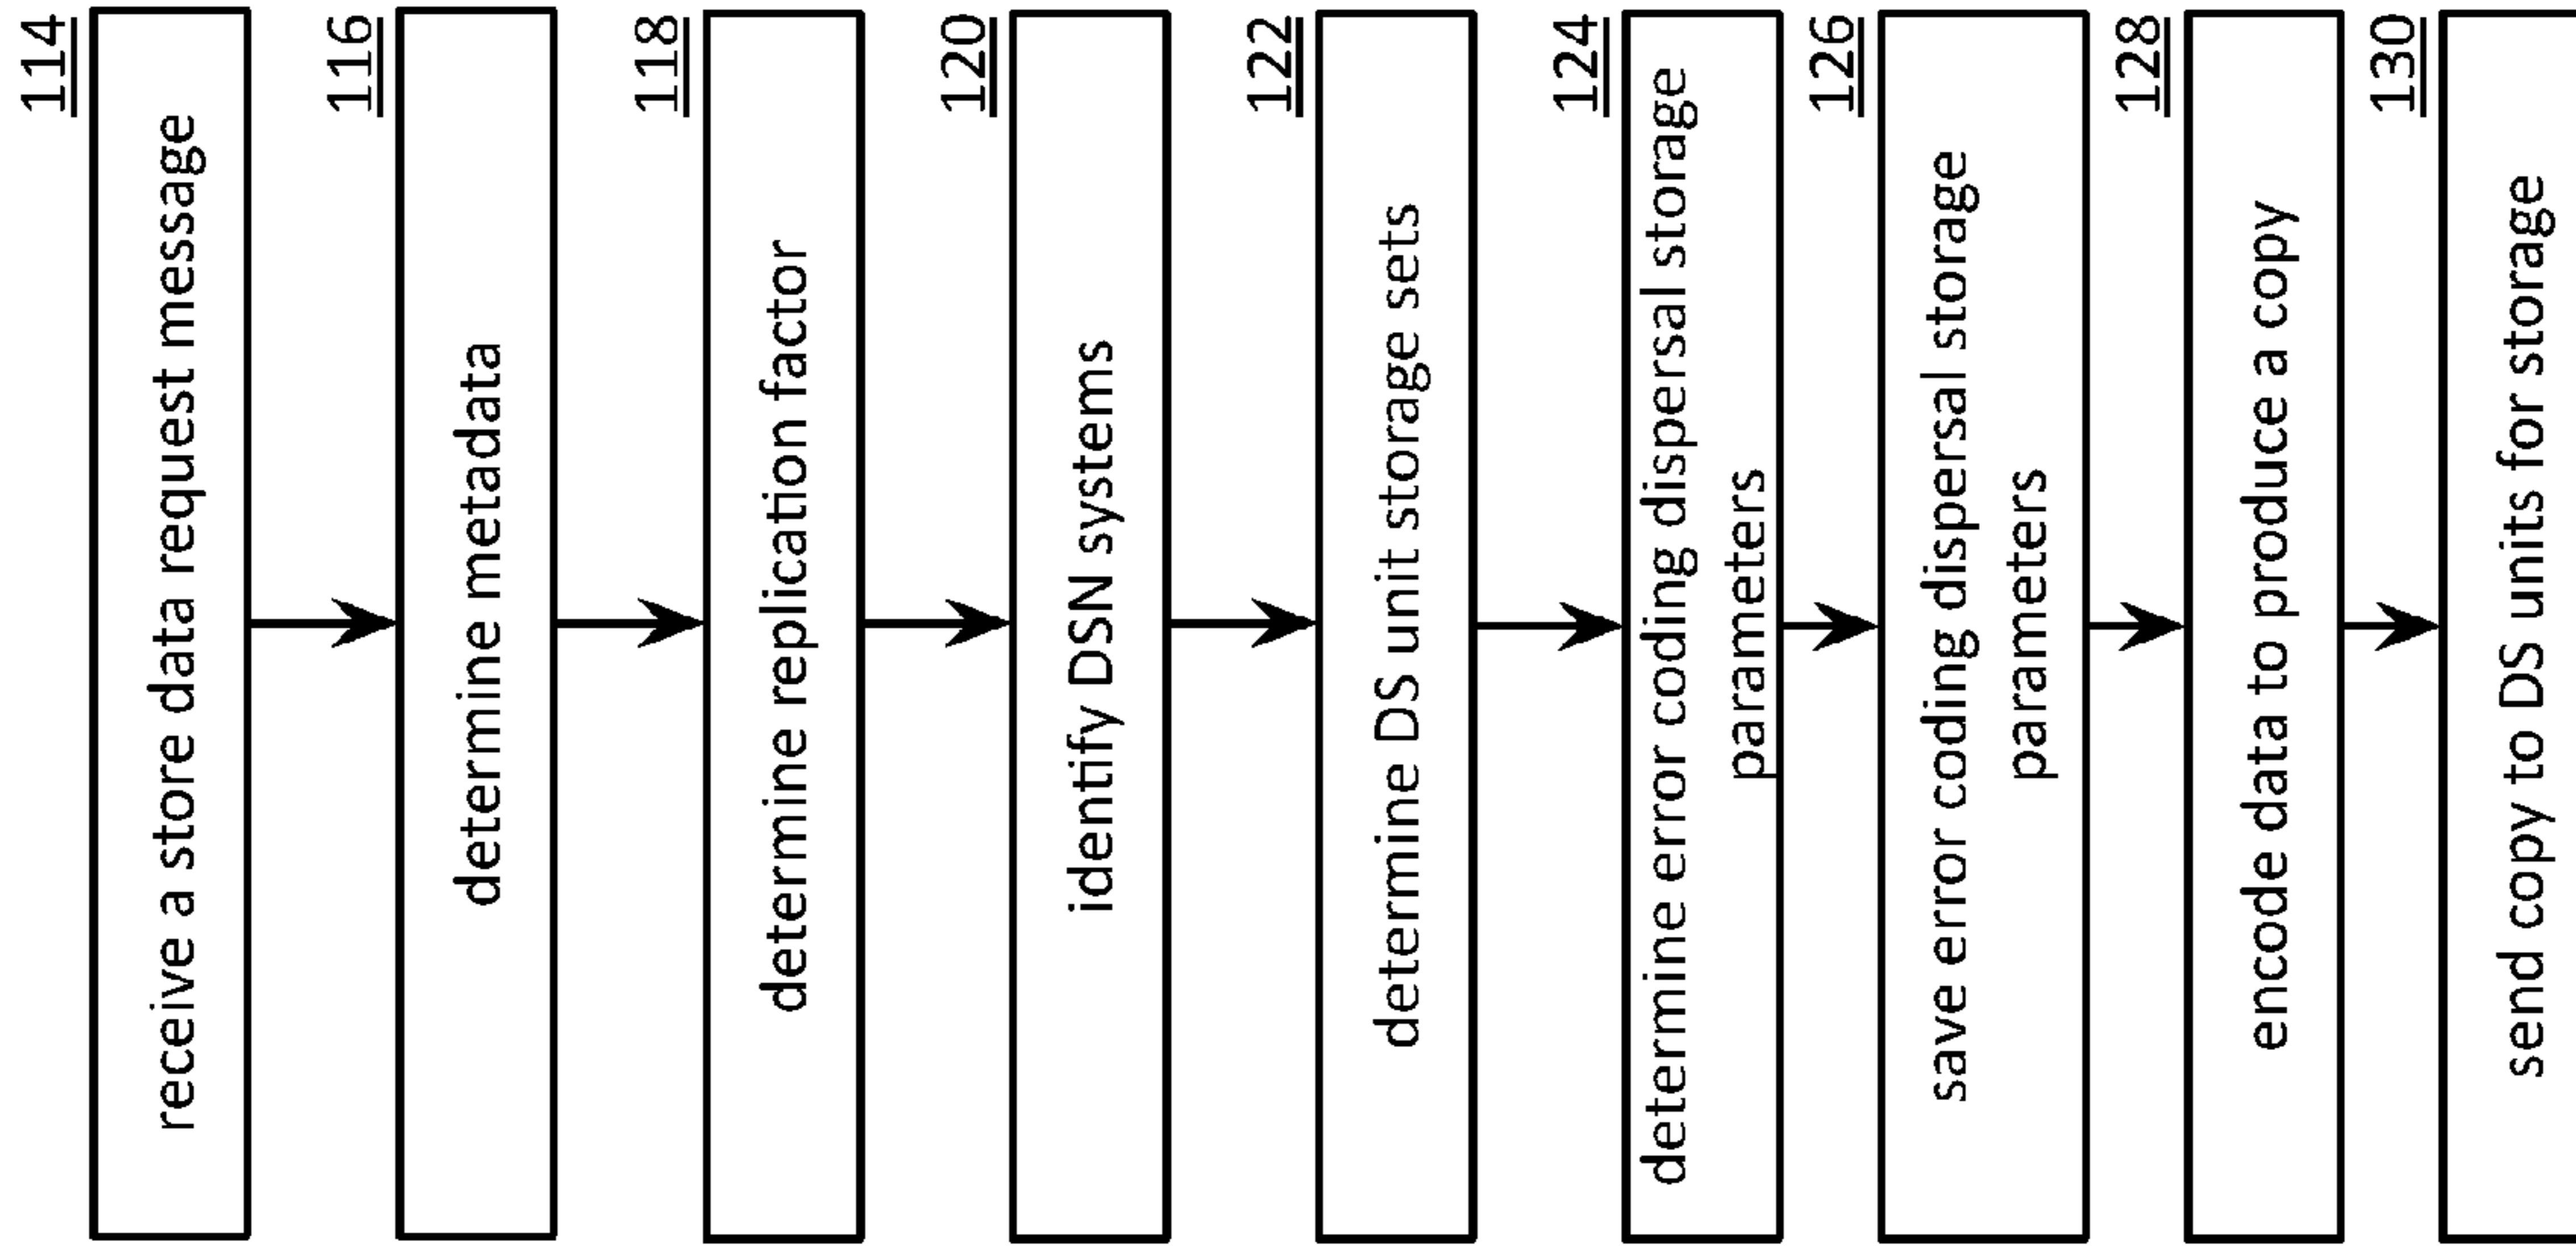 114
receive a store data request message
116
determine metadata
118
determine replication factor
120
identify DSN systems
122
determine DS unit storage sets
124
determine error coding dispersal storage
parameters
126
save error coding dispersal storage
parameters
128
encode data to produce a copy
130
send copy to DS units for storage